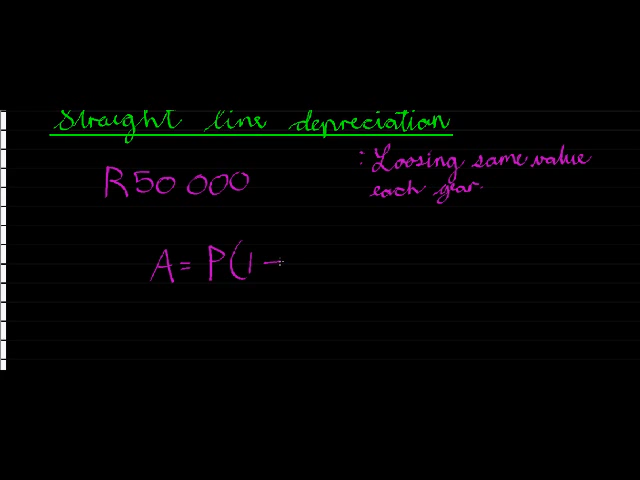 Straight line depreciation
: Loosing same value
each year.
R50 000
A = P(1 -